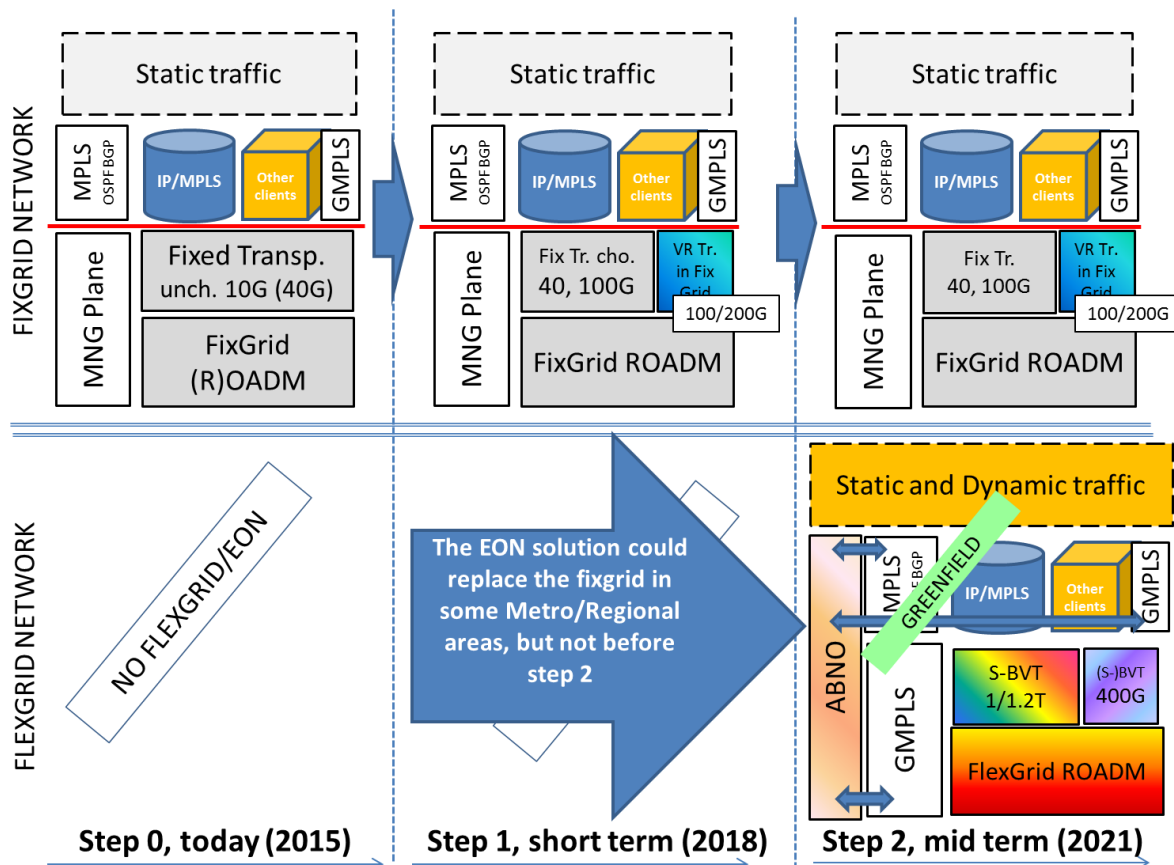 FIXGRID NETWORK
Static traffic
MPLS
OSPF BGP
IP/MPLS
Other
clients
GMPLS
MNG Plane
Fixed Transp.
unch. 10G (40G)
FixGrid
(R)OADM
Static traffic
MPLS
OSPF BGP
IP/MPLS
Other
clients
GMPLS
MNG Plane
Fix Tr. cho.
40, 100G
VR Tr.
in Fix
Grid
100/200G
FixGrid ROADM
Static traffic
MPLS
OSPF BGP
IP/MPLS
Other
clients
GMPLS
MNG Plane
Fix Tr.
40, 100G
VR Tr.
in Fix
Grid
100/200G
FixGrid ROADM
FLEXGRID NETWORK
NO FLEXGRID/EON
The EON solution could
replace the fixgrid in
some Metro/Regional
areas, but not before
step 2
Static and Dynamic traffic
ABNO
MPLS
BGP
GREENFIELD
IP/MPLS
Other
clients
GMPLS
GMPLS
S-BVT
1/1.2T
(S-)BVT
400G
FlexGrid ROADM
Step 0, today (2015)
Step 1, short term (2018)
Step 2, mid term (2021)